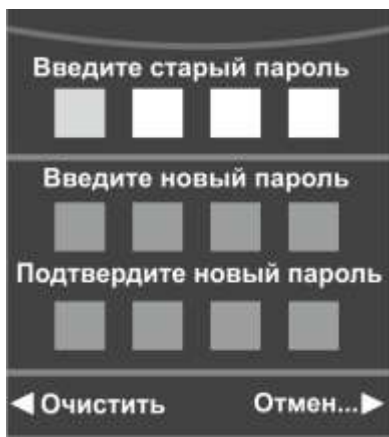 Введите старый пароль
Введите новый пароль
Подтвердите новый пароль
Очистить Отмен...